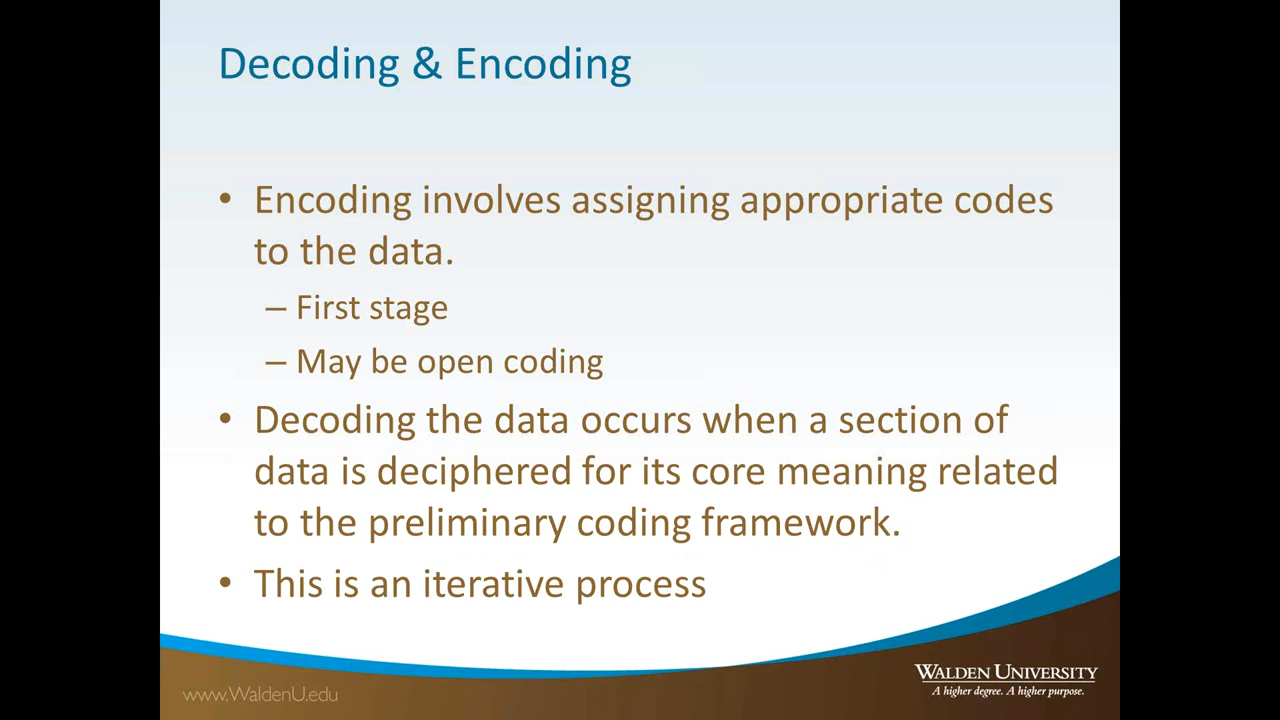 Decoding & Encoding
• Encoding involves assigning appropriate codes
to the data.
– First stage
– May be open coding
• Decoding the data occurs when a section of
data is deciphered for its core meaning related
to the preliminary coding framework.
• This is an iterative process
www.WaldenU.edu
WALDEN UNIVERSITY
A higher degree. A higher purpose.